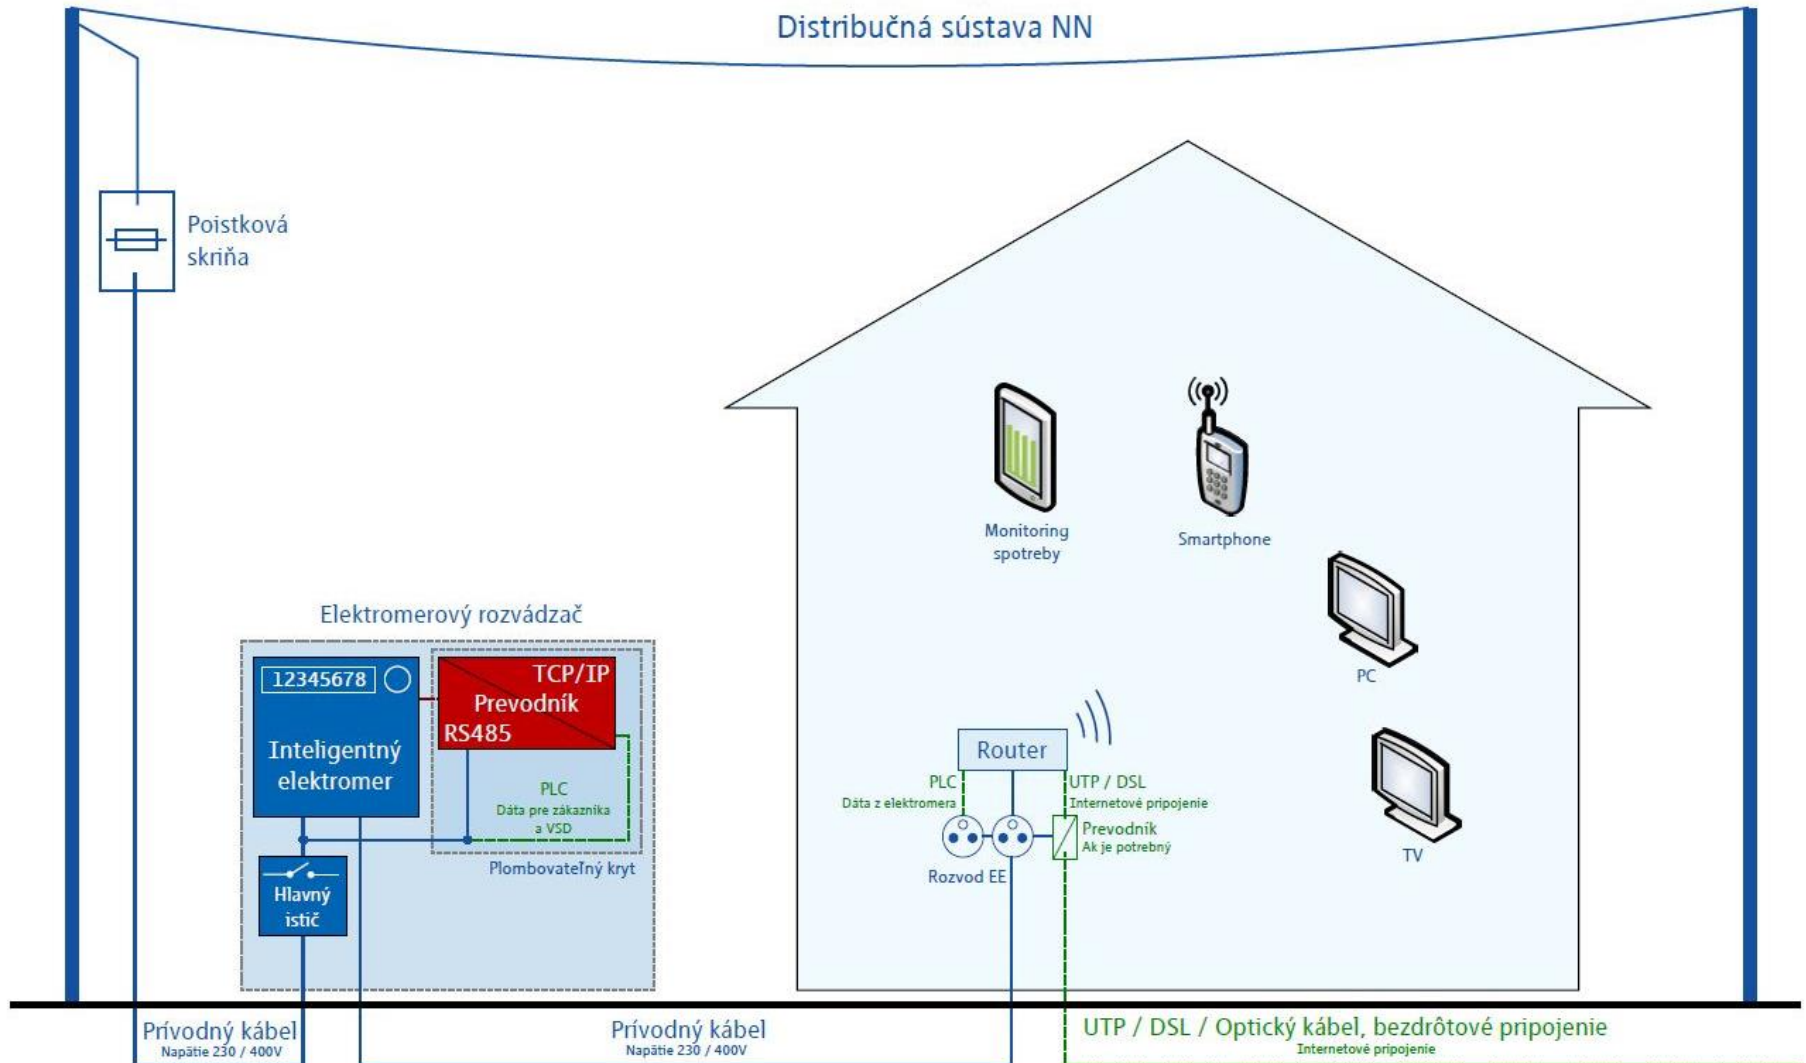 Distribučná sústava NN
Poistková
skriňa
Monitoring
spotreby
Smartphone
PC
TV
Elektromerový rozvádzač
12345678
Inteligentný
elektromer
TCP/IP
Prevodník
RS485
PLC
Dáta pre zákazníka
a VSD
Plombovateľný kryt
Hlavný
istič
Router
PLC
Dáta z elektromera
UTP / DSL
Internetové pripojenie
Prevodník
Ak je potrebný
Rozvod EE
Prívodný kábel
Napätie 230 / 400V
Prívodný kábel
Napätie 230 / 400V
UTP / DSL / Optický kábel, bezdrôtové pripojenie
Internetové pripojenie